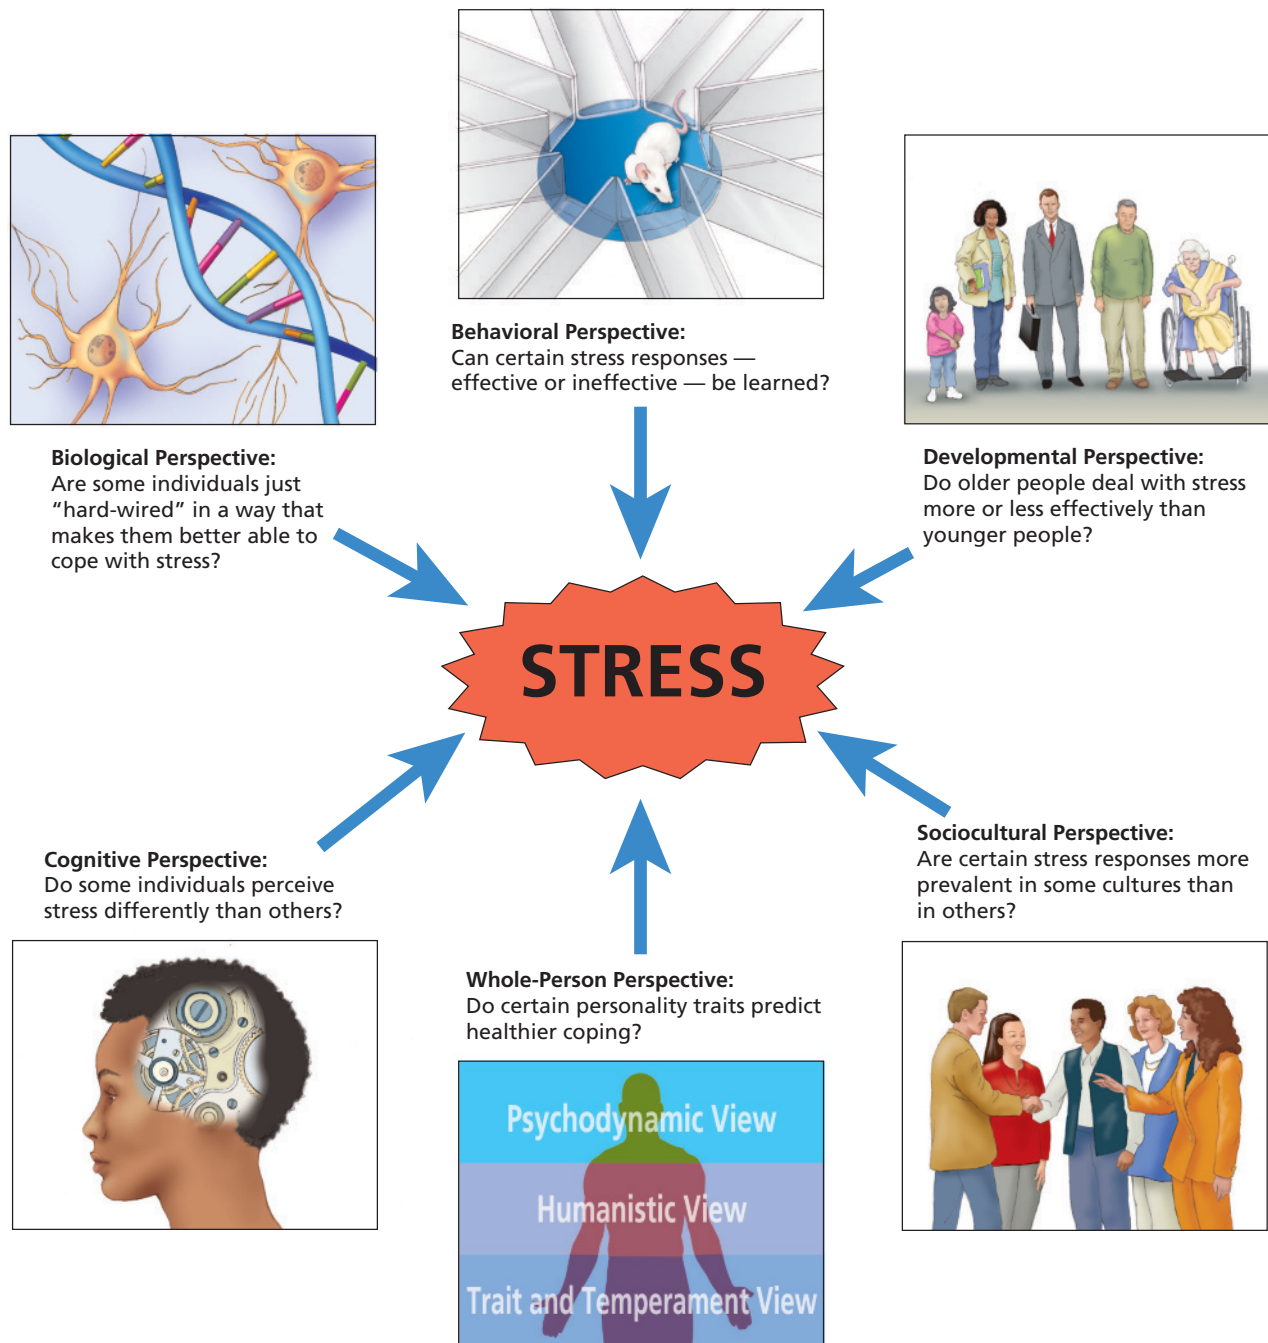 Behavioral Perspective:
Can certain stress responses —
effective or ineffective — be learned?
Biological Perspective:
Are some individuals just
“hard-wired” in a way that
makes them better able to
cope with stress?
Developmental Perspective:
Do older people deal with stress
more or less effectively than
younger people?
STRESS
Cognitive Perspective:
Do some individuals perceive
stress differently than others?
Sociocultural Perspective:
Are certain stress responses more
prevalent in some cultures than
in others?
Whole-Person Perspective:
Do certain personality traits predict
healthier coping?
Psychodynamic View
Humanistic View
Trait and Temperament View